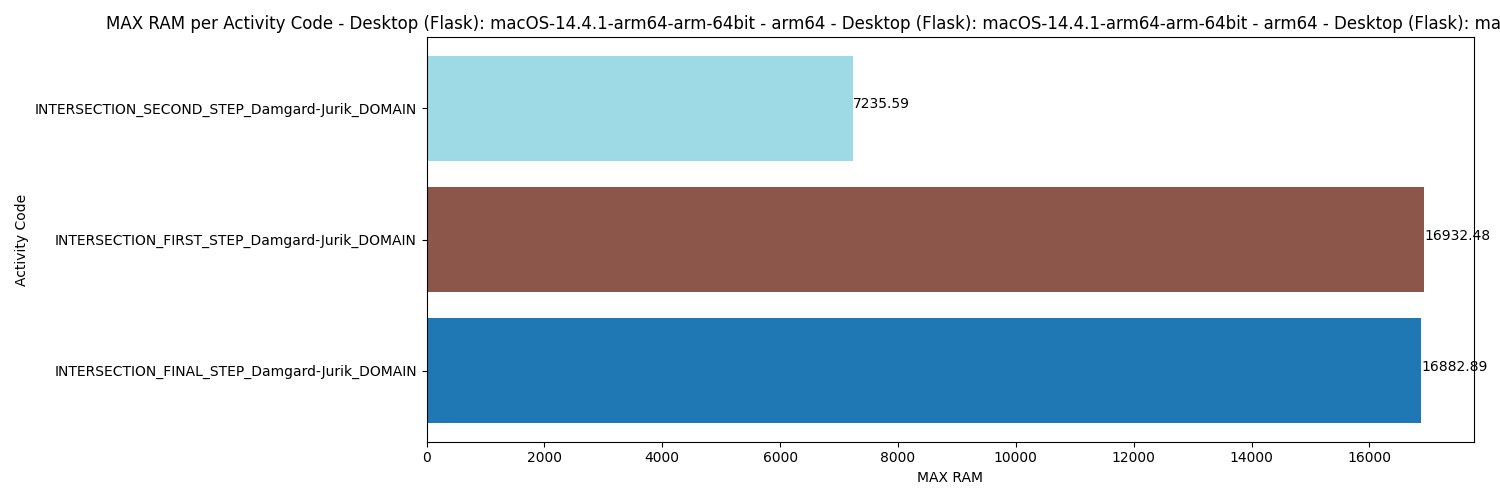 MAX RAM per Activity Code - Desktop (Flask): macOS-14.4.1-arm64-arm-64bit - arm64 - Desktop (Flask): macOS-14.4.1-arm64-arm-64bit - arm64 - Desktop (Flask): ma
INTERSECTION_SECOND_STEP_Damgard-Jurik_DOMAIN
7235.59
INTERSECTION_FIRST_STEP_Damgard-Jurik_DOMAIN
16932.48
INTERSECTION_FINAL_STEP_Damgard-Jurik_DOMAIN
16882.89
Activity Code
0 2000 4000 6000 8000 10000 12000 14000 16000
MAX RAM